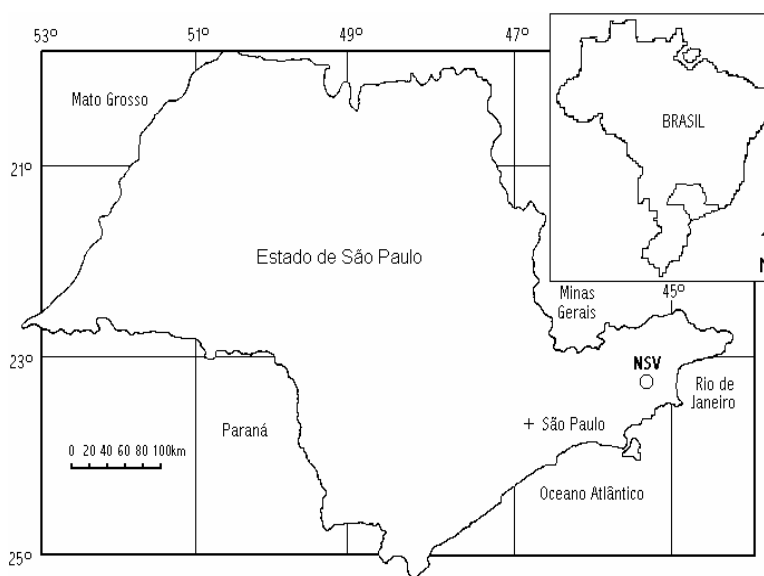 53º
51º
49º
47º
Mato Grosso
BRASIL
21º
Estado de São Paulo
N
Minas
Gerais
45º
23º
NSV
Rio de
Janeiro
Paraná
+ São Paulo
0 20 40 60 80 100km
Oceano Atlântico
25º